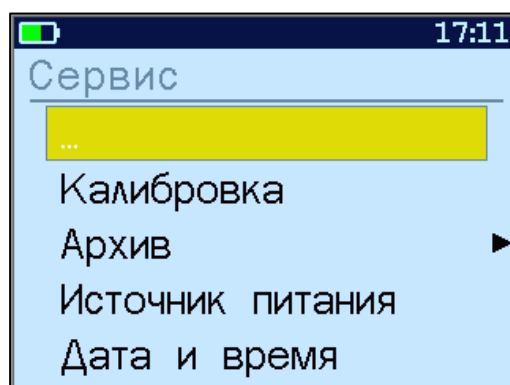 17:11
Сервис
...
Калибровка
Архив
Источник питания
Дата и время